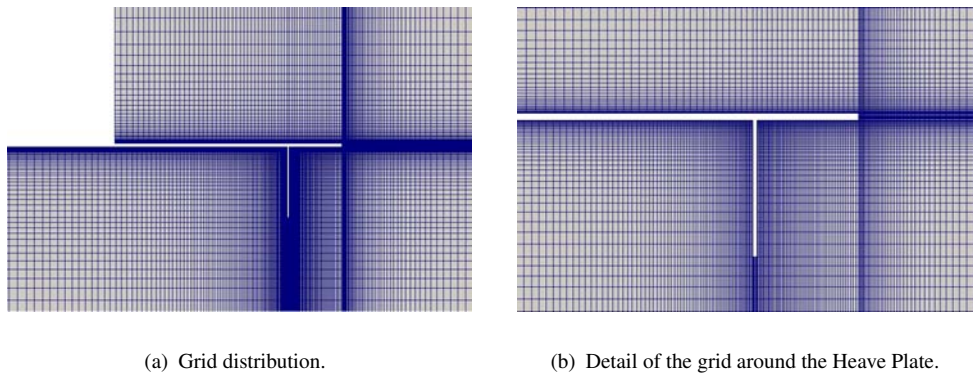 (a) Grid distribution.
(b) Detail of the grid around the Heave Plate.